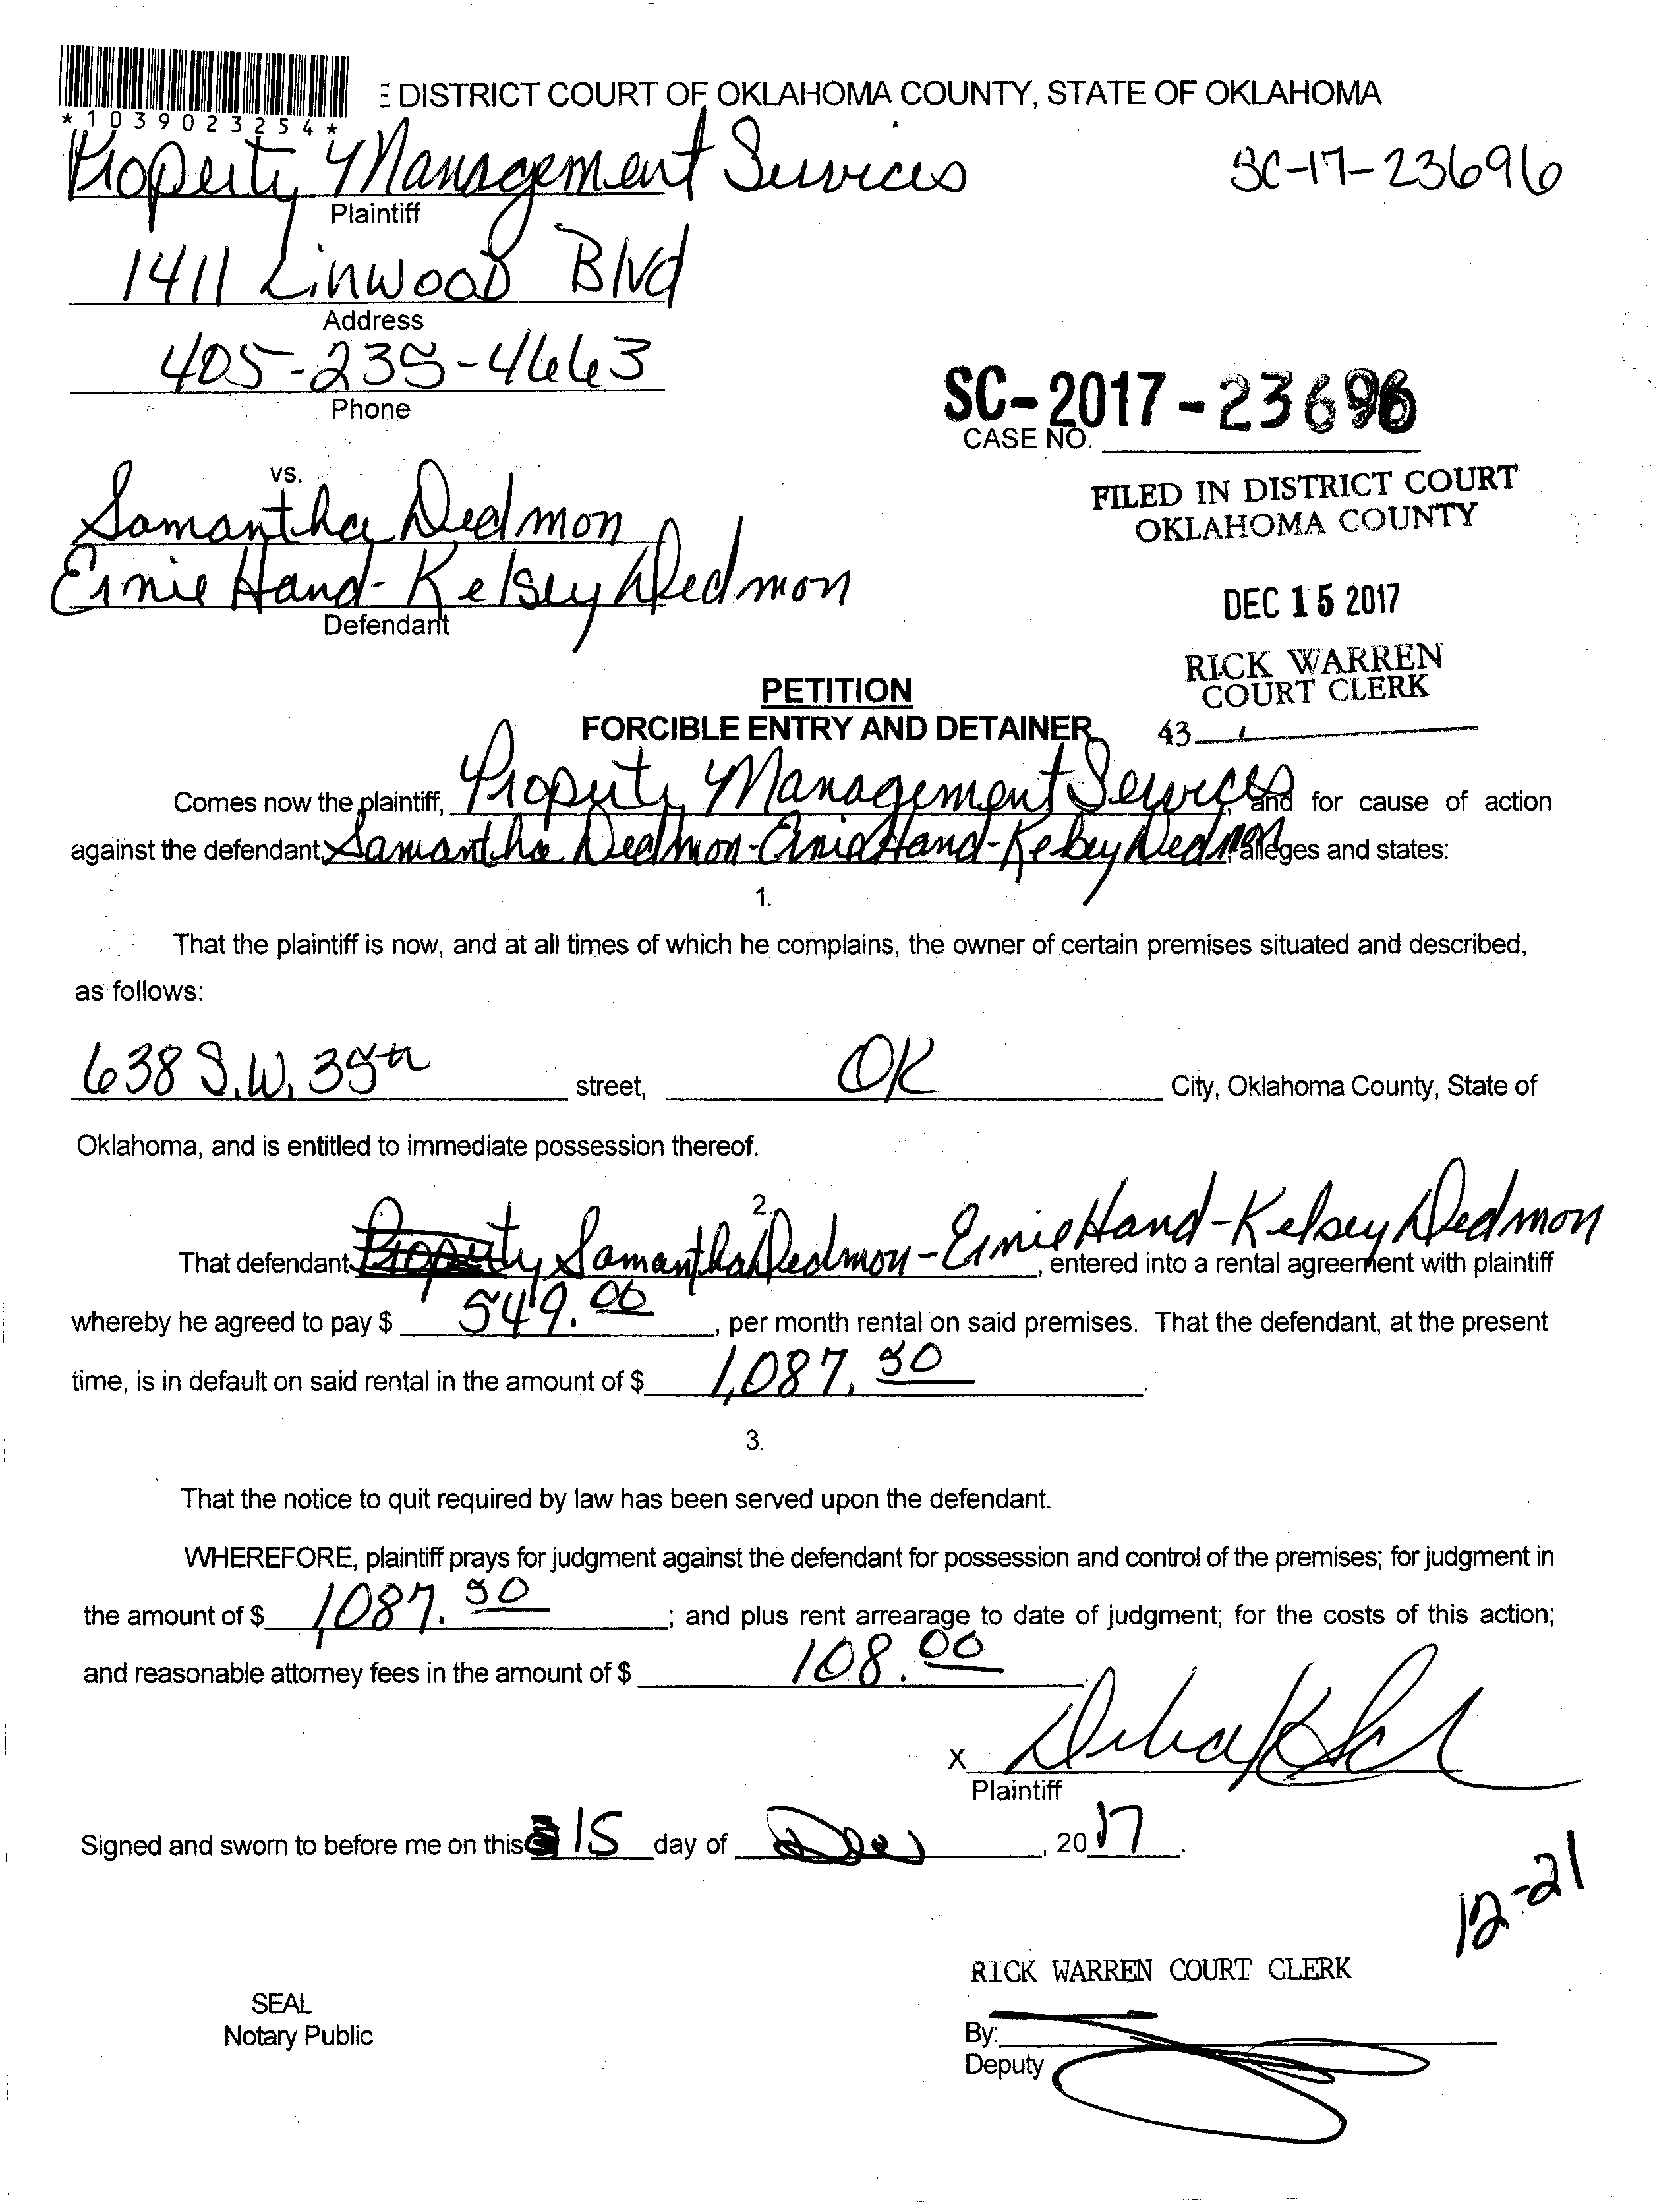 E DISTRICT COURT OF OKLAHOMA COUNTY, STATE OF OKLAHOMA
*1039023254*
Property Management Services SC-17-23696
Plaintiff
1411 Linwood Blvd
Address
405-235-4663
Phone
SC-2017-23696
CASE NO.
vs.
FILED IN DISTRICT COURT
OKLAHOMA COUNTY
Samantha Dedmon
Ernie Hand-Kelsey Dedmon
Defendant
DEC 15 2017
RICK WARREN
COURT CLERK
43
PETITION
FORCIBLE ENTRY AND DETAINER
Comes now the plaintiff, Property Management Services and for cause of action
against the defendant, Samantha Dedmon-Ernie Hand-Kelsey Dedmon, alleges and states:
1.
That the plaintiff is now, and at all times of which he complains, the owner of certain premises situated and described,
as follows:
638 S.W. 35th street, OK City, Oklahoma County, State of
Oklahoma, and is entitled to immediate possession thereof.
2.
That defendant Property Samantha Dedmon-Ernie Hand-Kelsey Dedmon, entered into a rental agreement with plaintiff
whereby he agreed to pay $ 549.00, per month rental on said premises. That the defendant, at the present
time, is in default on said rental in the amount of $ 1,087.50.
3.
That the notice to quit required by law has been served upon the defendant.
WHEREFORE, plaintiff prays for judgment against the defendant for possession and control of the premises; for judgment in
the amount of $ 1,087.50; and plus rent arrearage to date of judgment; for the costs of this action;
and reasonable attorney fees in the amount of $ 108.00.
X
Plaintiff
Signed and sworn to before me on this 15 day of Dec, 2017.
12-21
RICK WARREN COURT CLERK
SEAL
Notary Public
By:
Deputy